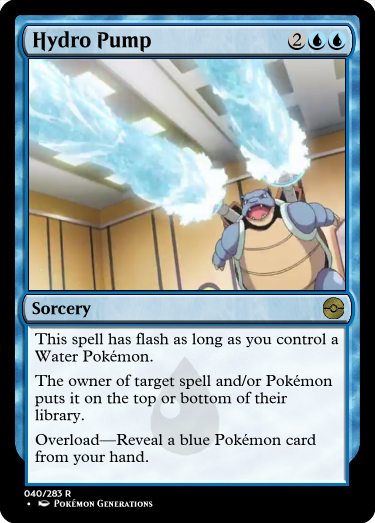 Hydro Pump 2
Sorcery
This spell has flash as long as you control a
Water Pokémon.
The owner of target spell and/or Pokémon
puts it on the top or bottom of their
library.
Overload—Reveal a blue Pokémon card
from your hand.
040/283 R
• Pokémon Generations